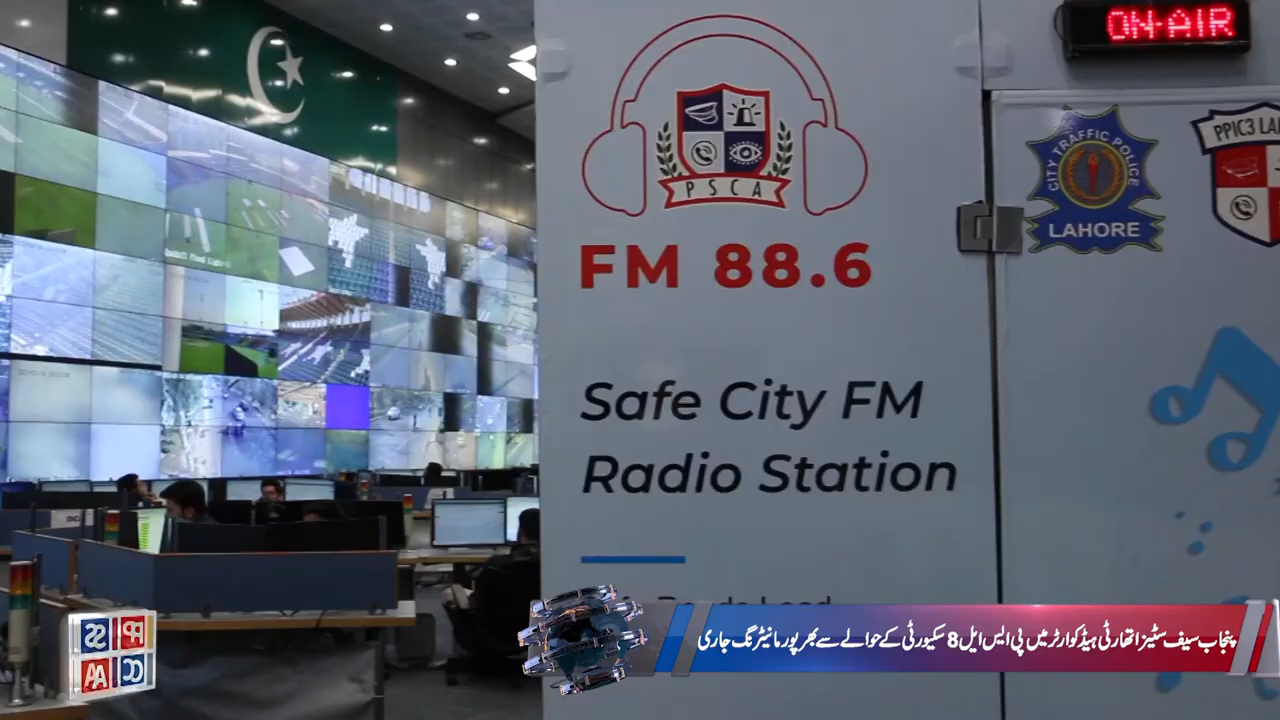 ON-AIR
PSCA
FM 88.6
Safe City FM
Radio Station
CITY TRAFFIC POLICE
LAHORE
PPIC3
پنجاب سیف سٹیز اتھارٹی ہیڈکوارٹر میں پی ایس ایل 8 سکیورٹی کے حوالے سے بھرپور مانیٹرنگ جاری